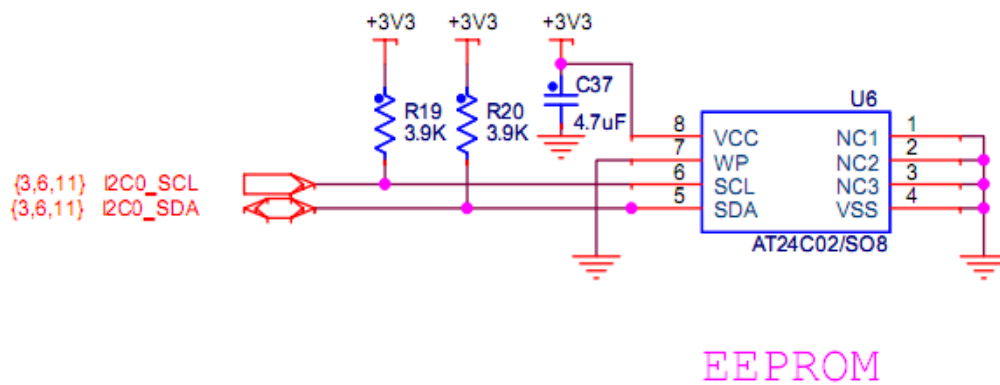 +3V3 +3V3 +3V3
R19 3.9K
R20 3.9K
C37 4.7uF
U6
8 VCC NC1 1
7 WP NC2 2
{3,6,11} I2C0_SCL 6 SCL NC3 3
{3,6,11} I2C0_SDA 5 SDA VSS 4
AT24C02/SO8
EEPROM